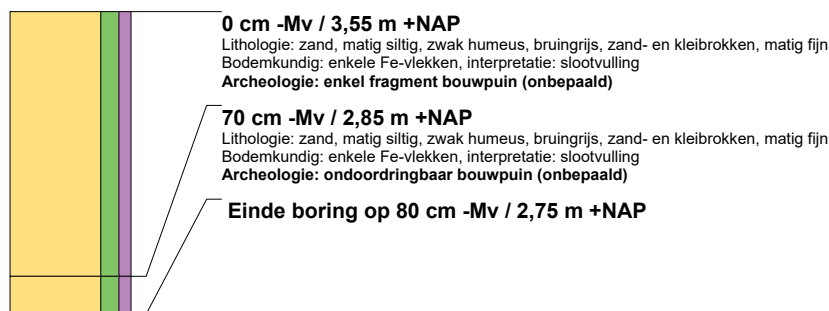 0 cm -Mv / 3,55 m +NAP
Lithologie: zand, matig siltig, zwak humeus, bruingrijs, zand- en kleibrokken, matig fijn
Bodemkundig: enkele Fe-vlekken, interpretatie: slootvulling
Archeologie: enkel fragment bouwpuin (onbepaald)
70 cm -Mv / 2,85 m +NAP
Lithologie: zand, matig siltig, zwak humeus, bruingrijs, zand- en kleibrokken, matig fijn
Bodemkundig: enkele Fe-vlekken, interpretatie: slootvulling
Archeologie: ondoordringbaar bouwpuin (onbepaald)
Einde boring op 80 cm -Mv / 2,75 m +NAP